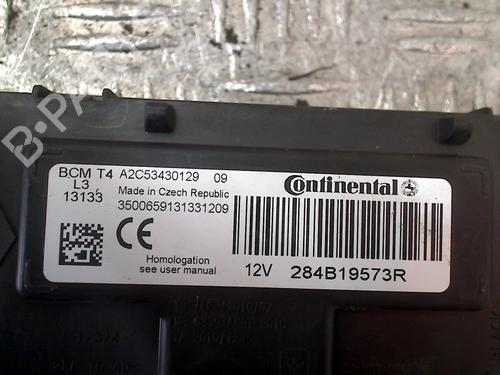 BCM T4 A2C53430129 09
L3,
13133
Made in Czech Republic
3500659131331209
CE
Homologation
see user manual
Continental
12V 284B19573R
B-PA